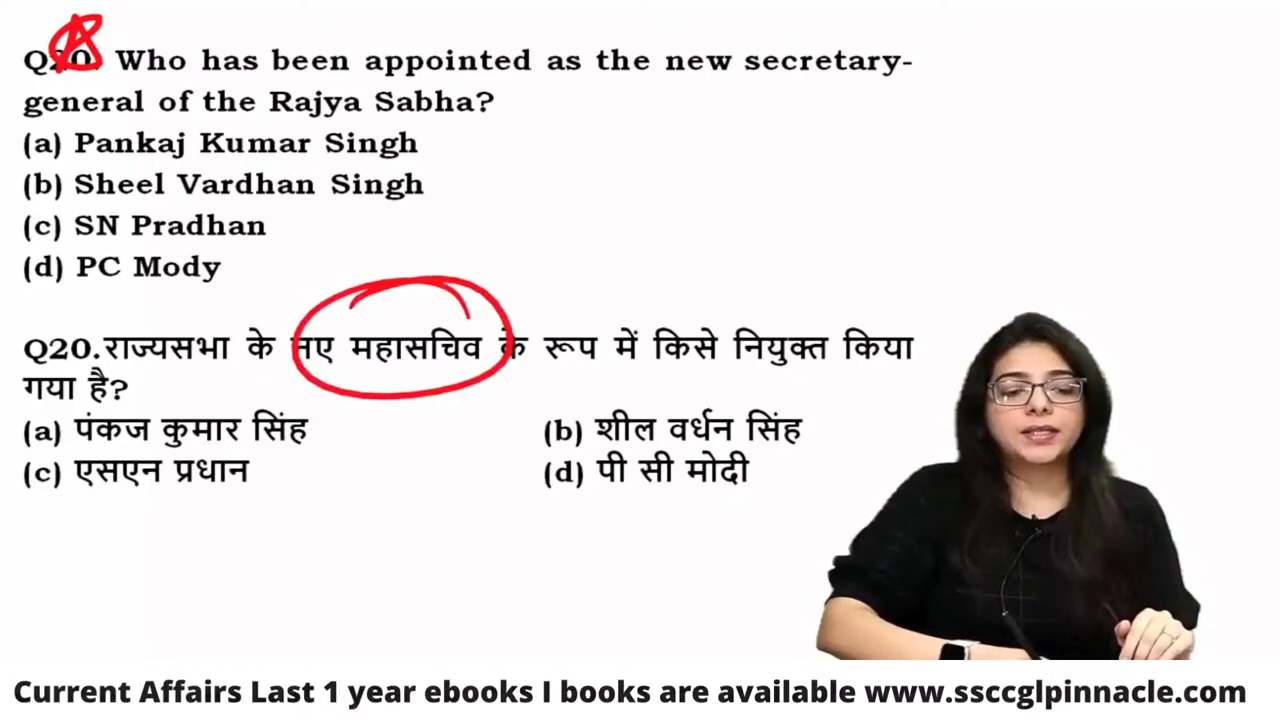 Q20. Who has been appointed as the new secretary-
general of the Rajya Sabha?
(a) Pankaj Kumar Singh
(b) Sheel Vardhan Singh
(c) SN Pradhan
(d) PC Mody
Q20.राज्यसभा के नए महासचिव के रूप में किसे नियुक्त किया
गया है?
(a) पंकज कुमार सिंह (b) शील वर्धन सिंह
(c) एसएन प्रधान (d) पी सी मोदी
Current Affairs Last 1 year ebooks I books are available www.ssccglpinnacle.com